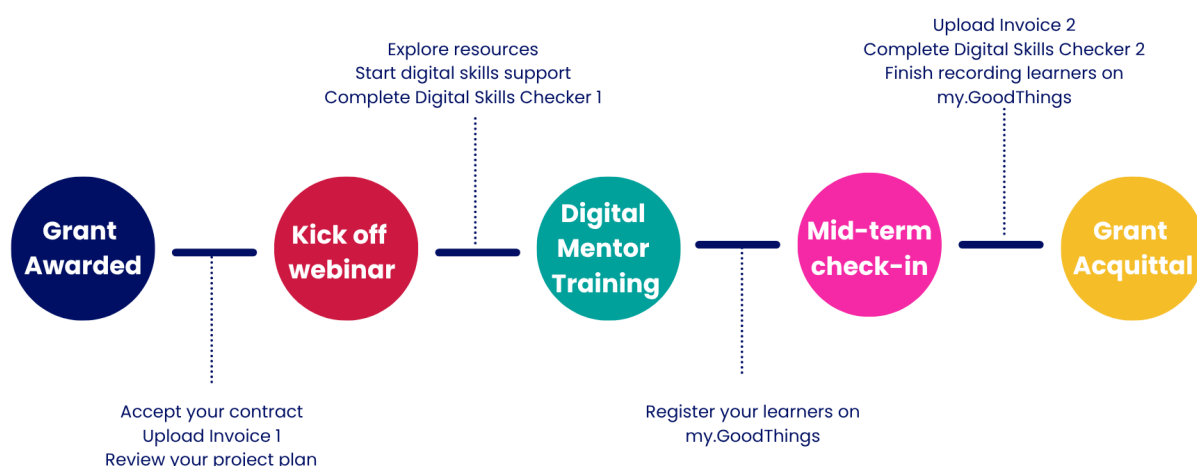 Upload Invoice 2
Complete Digital Skills Checker 2
Finish recording learners on
my.GoodThings
Explore resources
Start digital skills support
Complete Digital Skills Checker 1
Grant
Awarded
Kick off
webinar
Digital
Mentor
Training
Mid-term
check-in
Grant
Acquittal
Accept your contract
Upload Invoice 1
Review your project plan
Register your learners on
my.GoodThings